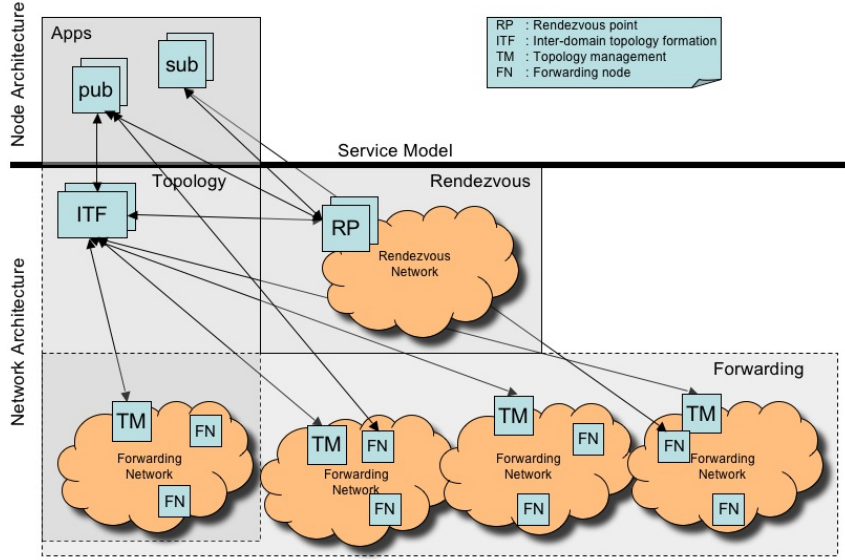 Node Architecture
Apps
pub
sub
RP : Rendezvous point
ITF : Inter-domain topology formation
TM : Topology management
FN : Forwarding node
Service Model
Network Architecture
Topology
Rendezvous
ITF
RP
Rendezvous
Network
Forwarding
TM
FN
Forwarding
Network
FN
TM
FN
Forwarding
Network
FN
TM
FN
Forwarding
Network
FN
TM
FN
Forwarding
Network
FN